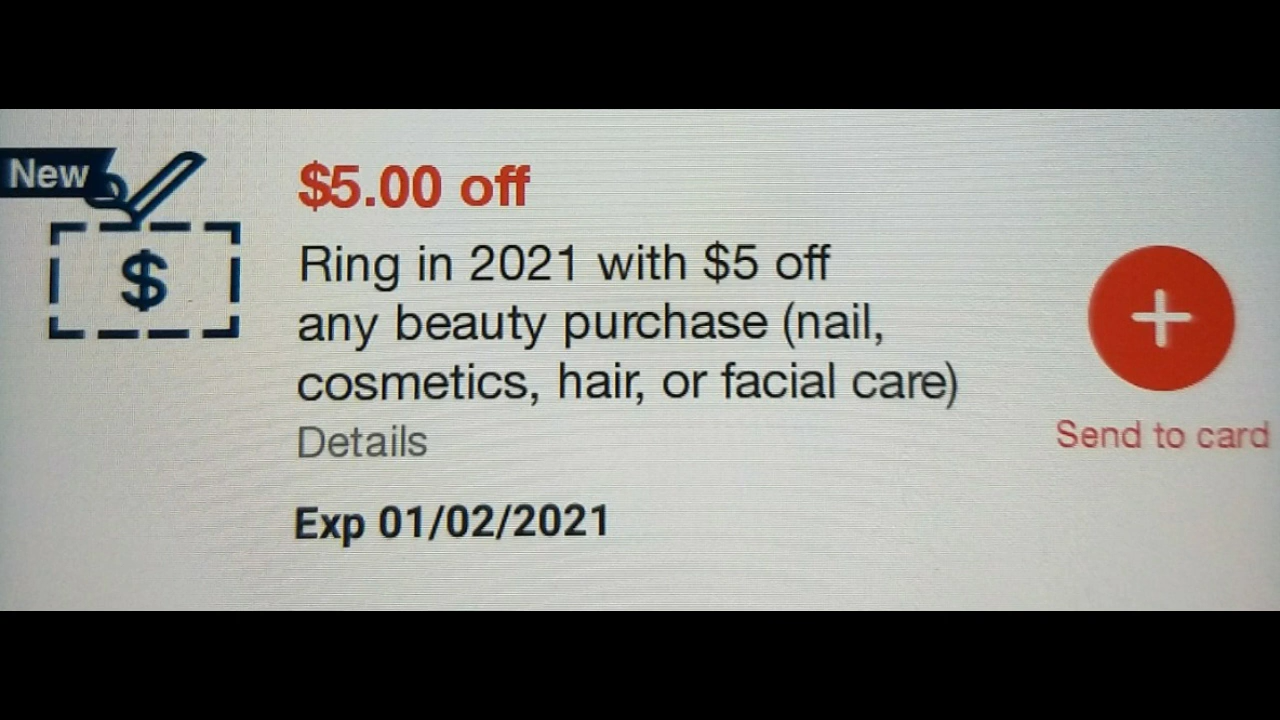 New
$
$5.00 off
Ring in 2021 with $5 off
any beauty purchase (nail,
cosmetics, hair, or facial care)
Details
Exp 01/02/2021
Send to card